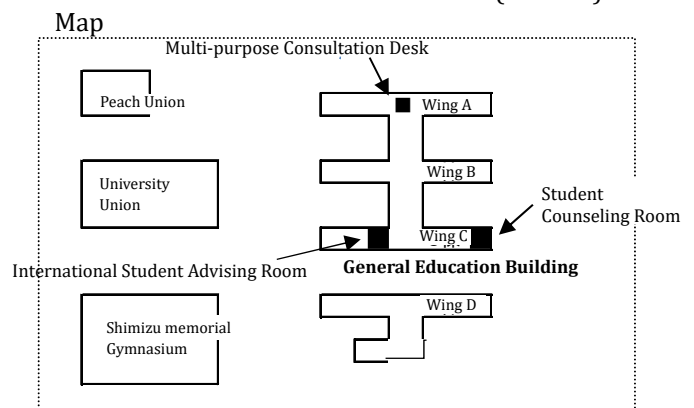 Map
Multi-purpose Consultation Desk
Peach Union
Wing A
University
Union
Wing B
Student
Counseling Room
Wing C
International Student Advising Room
General Education Building
Wing D
Shimizu memorial
Gymnasium